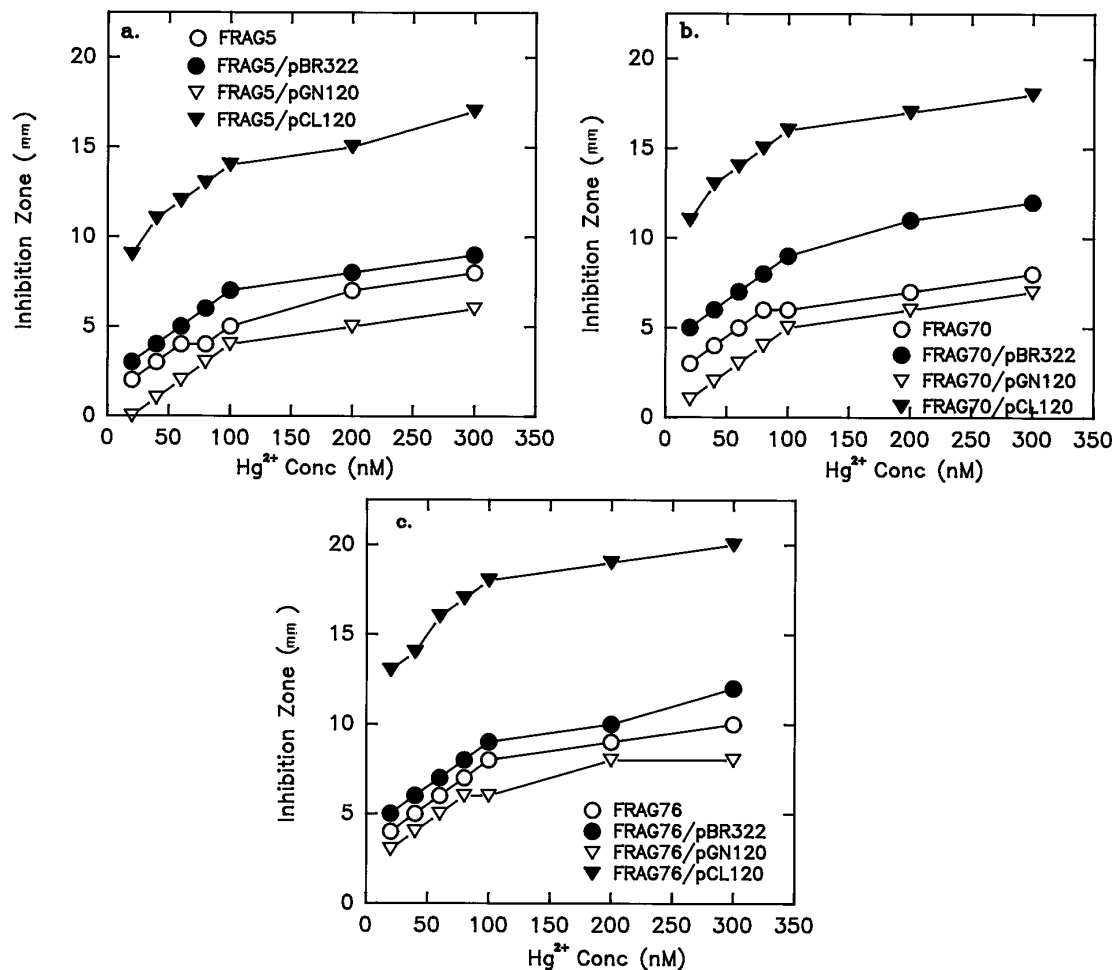 a.
FRAG5
FRAG5/pBR322
FRAG5/pGN120
FRAG5/pCL120
20
15
10
5
0
Inhibition Zone (mm)
0 50 100 150 200 250 300 350
Hg²⁺ Conc (nM)
b.
20
15
10
5
0
Inhibition Zone (mm)
FRAG70
FRAG70/pBR322
FRAG70/pGN120
FRAG70/pCL120
0 50 100 150 200 250 300 350
Hg²⁺ Conc (nM)
c.
20
15
10
5
0
Inhibition Zone (mm)
FRAG76
FRAG76/pBR322
FRAG76/pGN120
FRAG76/pCL120
0 50 100 150 200 250 300 350
Hg²⁺ Conc (nM)